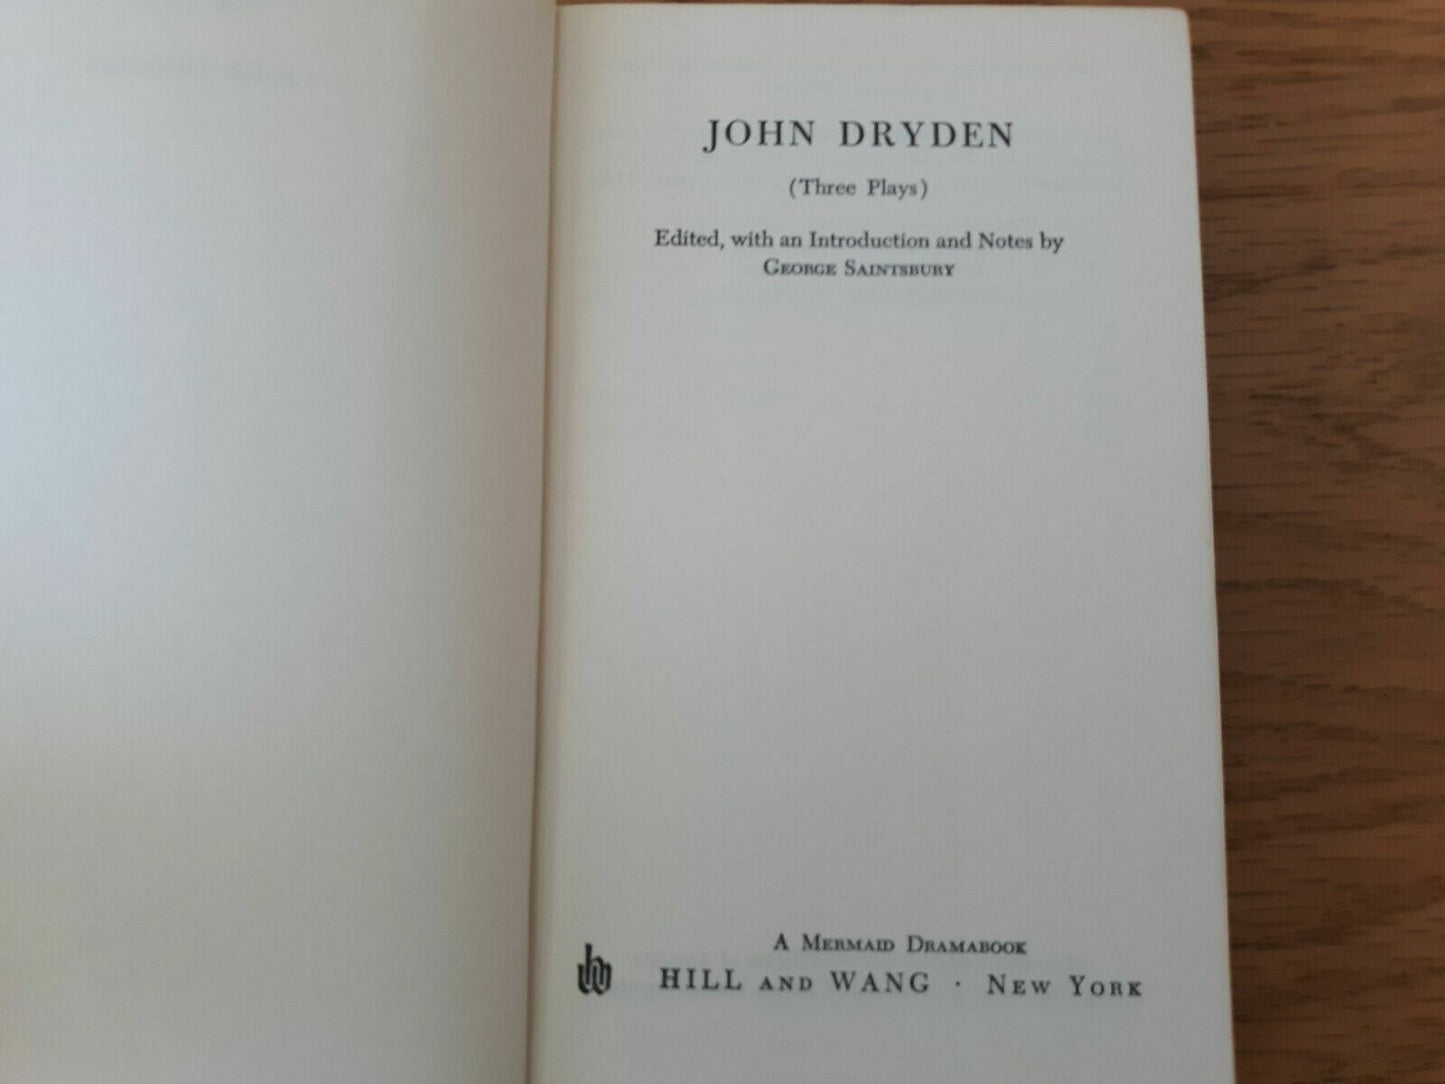 JOHN DRYDEN
(Three Plays)
Edited, with an Introduction and Notes by
GEORGE SAINTSBURY
A MERMAID DRAMABOOK
HILL AND WANG · NEW YORK